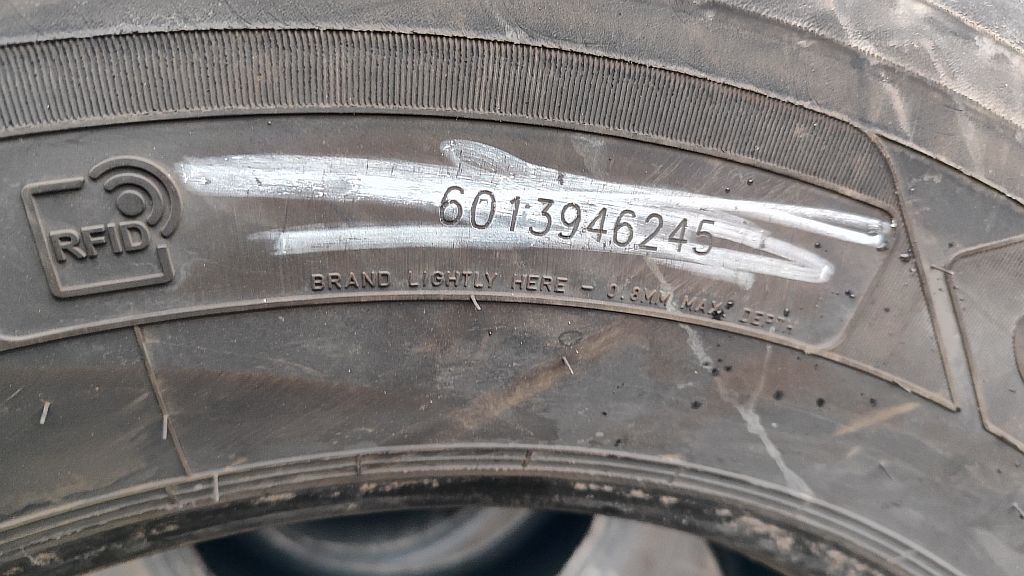 RFID
6013946245
BRAND LIGHTLY HERE - 0.8MM MAX DEPTH